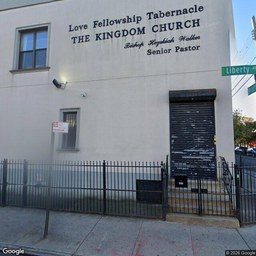 Love Fellowship Tabernacle
THE KINGDOM CHURCH
Bishop Hezekiah Walker
Senior Pastor
Liberty
Google
© 2025 Google